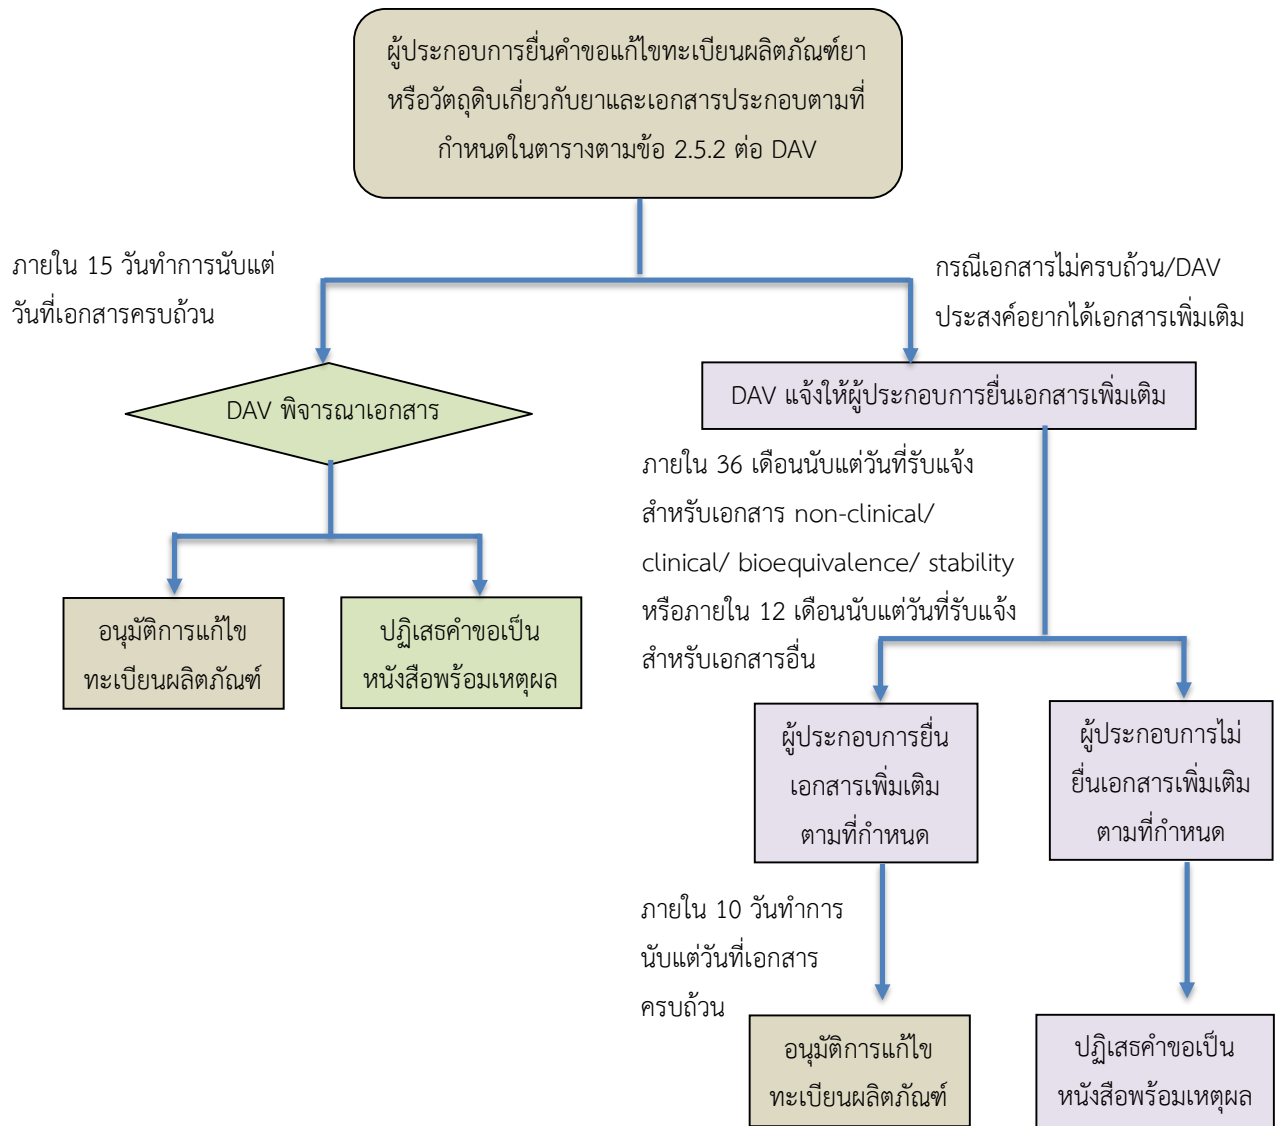 ผู้ประกอบการยื่นคำขอแก้ไขทะเบียนผลิตภัณฑ์ยา
หรือวัตถุดิบเกี่ยวกับยาและเอกสารประกอบตามที่
กำหนดในตารางตามข้อ 2.5.2 ต่อ DAV
ภายใน 15 วันทำการนับแต่
วันที่เอกสารครบถ้วน
กรณีเอกสารไม่ครบถ้วน/DAV
ประสงค์อยากได้เอกสารเพิ่มเติม
DAV พิจารณาเอกสาร
DAV แจ้งให้ผู้ประกอบการยื่นเอกสารเพิ่มเติม
ภายใน 36 เดือนนับแต่วันที่รับแจ้ง
สำหรับเอกสาร non-clinical/
clinical/ bioequivalence/ stability
หรือภายใน 12 เดือนนับแต่วันที่รับแจ้ง
สำหรับเอกสารอื่น
อนุมัติการแก้ไข
ทะเบียนผลิตภัณฑ์
ปฏิเสธคำขอเป็น
หนังสือพร้อมเหตุผล
ผู้ประกอบการยื่น
เอกสารเพิ่มเติม
ตามที่กำหนด
ผู้ประกอบการไม่
ยื่นเอกสารเพิ่มเติม
ตามที่กำหนด
ภายใน 10 วันทำการ
นับแต่วันที่เอกสาร
ครบถ้วน
อนุมัติการแก้ไข
ทะเบียนผลิตภัณฑ์
ปฏิเสธคำขอเป็น
หนังสือพร้อมเหตุผล